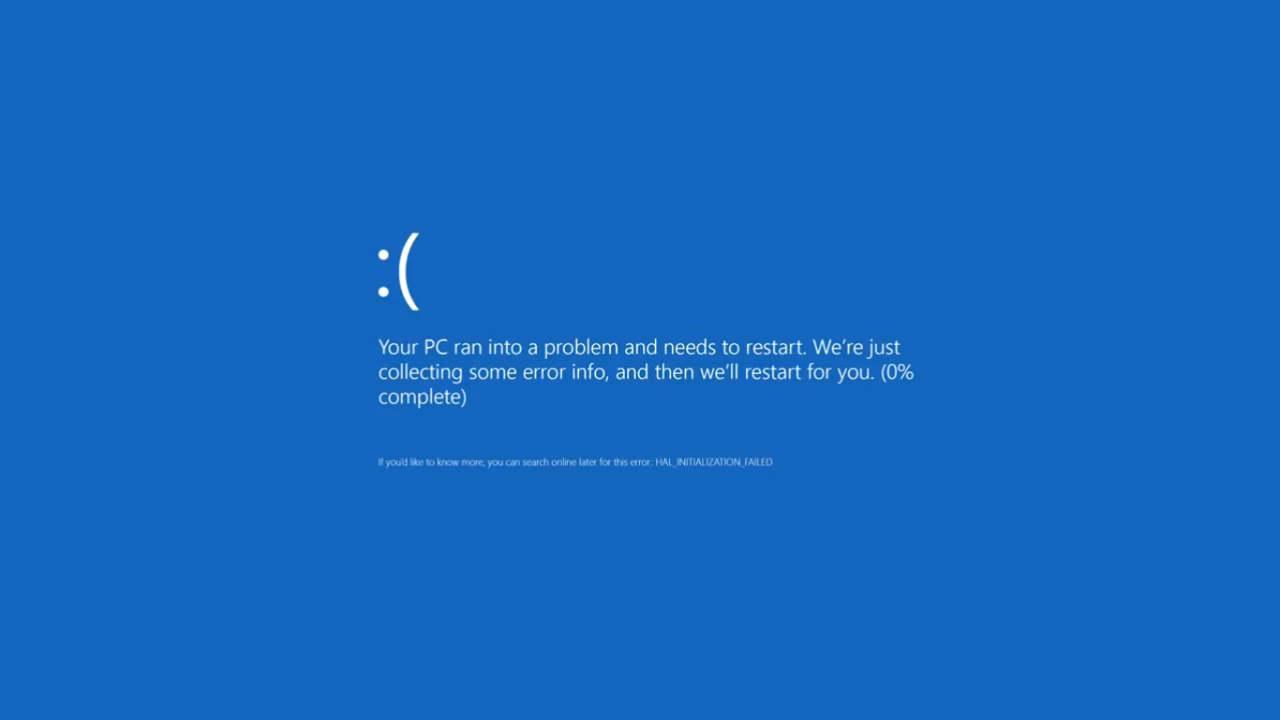 :(
Your PC ran into a problem and needs to restart. We're just
collecting some error info, and then we'll restart for you. (0%
complete)
If you'd like to know more, you can search online later for this error: HAL_INITIALIZATION_FAILED